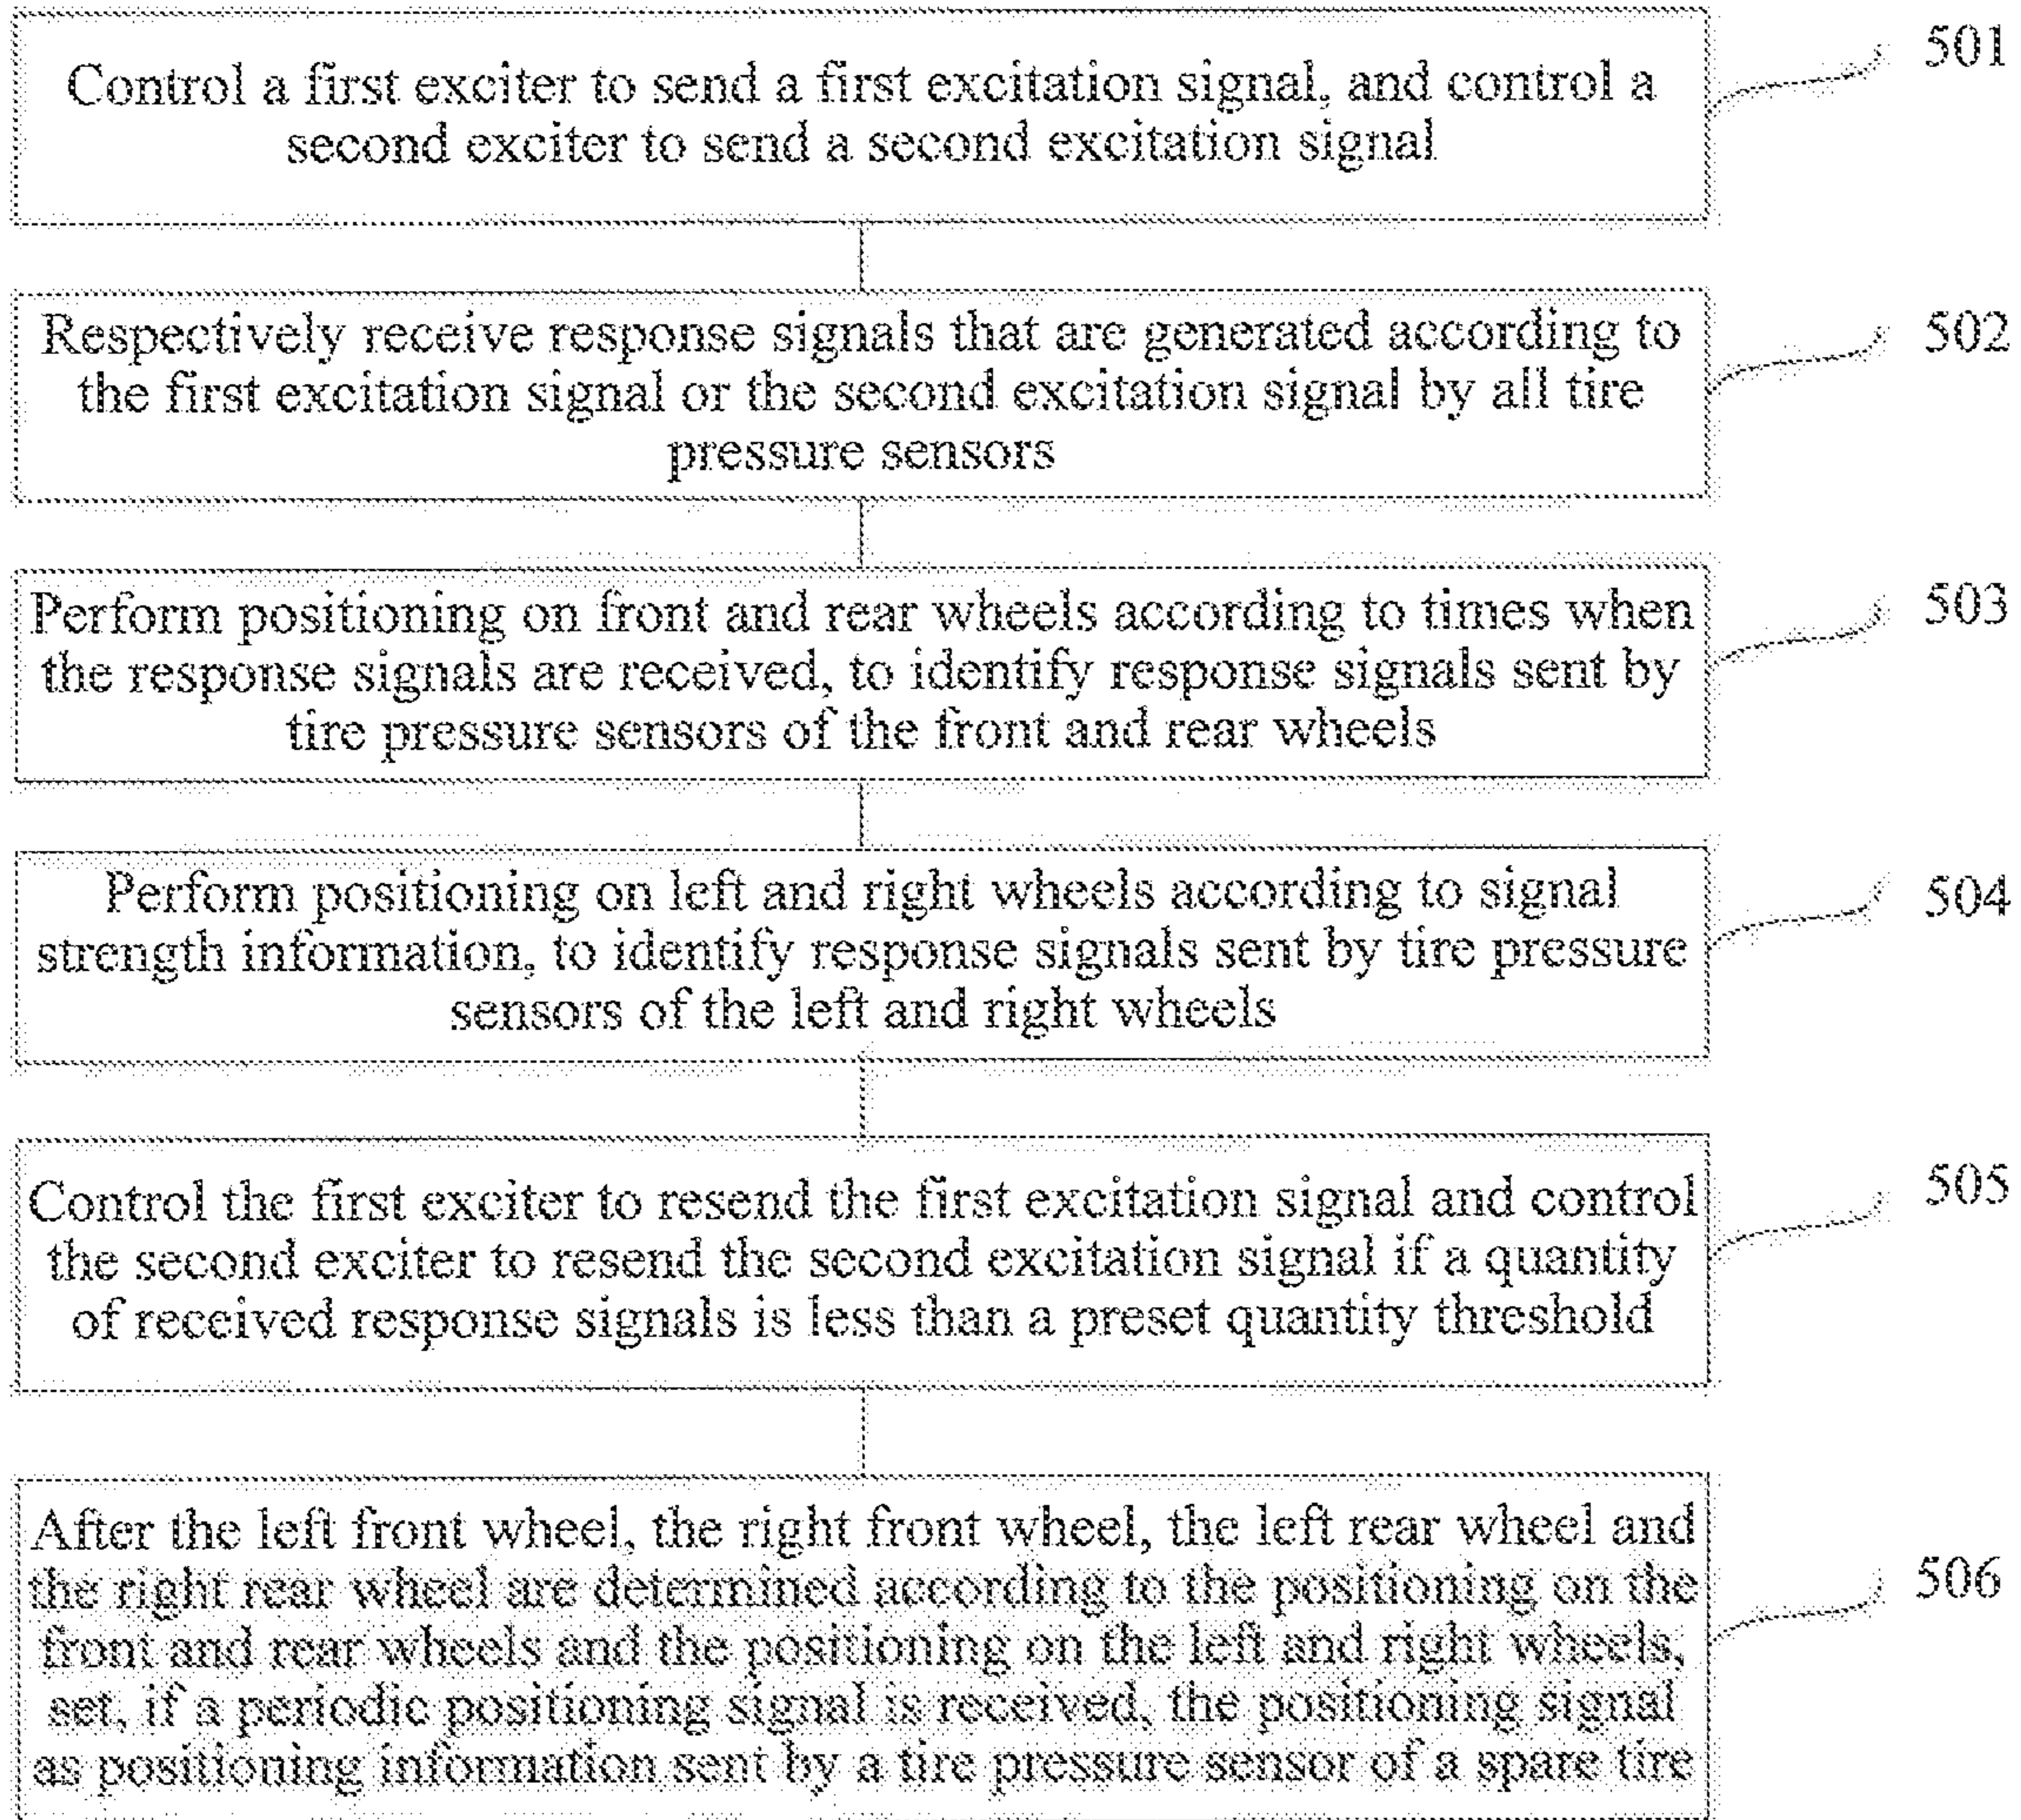 Control a first exciter to send a first excitation signal, and control a
second exciter to send a second excitation signal
501
Respectively receive response signals that are generated according to
the first excitation signal or the second excitation signal by all tire
pressure sensors
502
Perform positioning on front and rear wheels according to times when
the response signals are received, to identify response signals sent by
tire pressure sensors of the front and rear wheels
503
Perform positioning on left and right wheels according to signal
strength information, to identify response signals sent by tire pressure
sensors of the left and right wheels
504
Control the first exciter to resend the first excitation signal and control
the second exciter to resend the second excitation signal if a quantity
of received response signals is less than a preset quantity threshold
505
After the left front wheel, the right front wheel, the left rear wheel and
the right rear wheel are determined according to the positioning on the
front and rear wheels and the positioning on the left and right wheels,
set, if a periodic positioning signal is received, the positioning signal
as positioning information sent by a tire pressure sensor of a spare tire
506